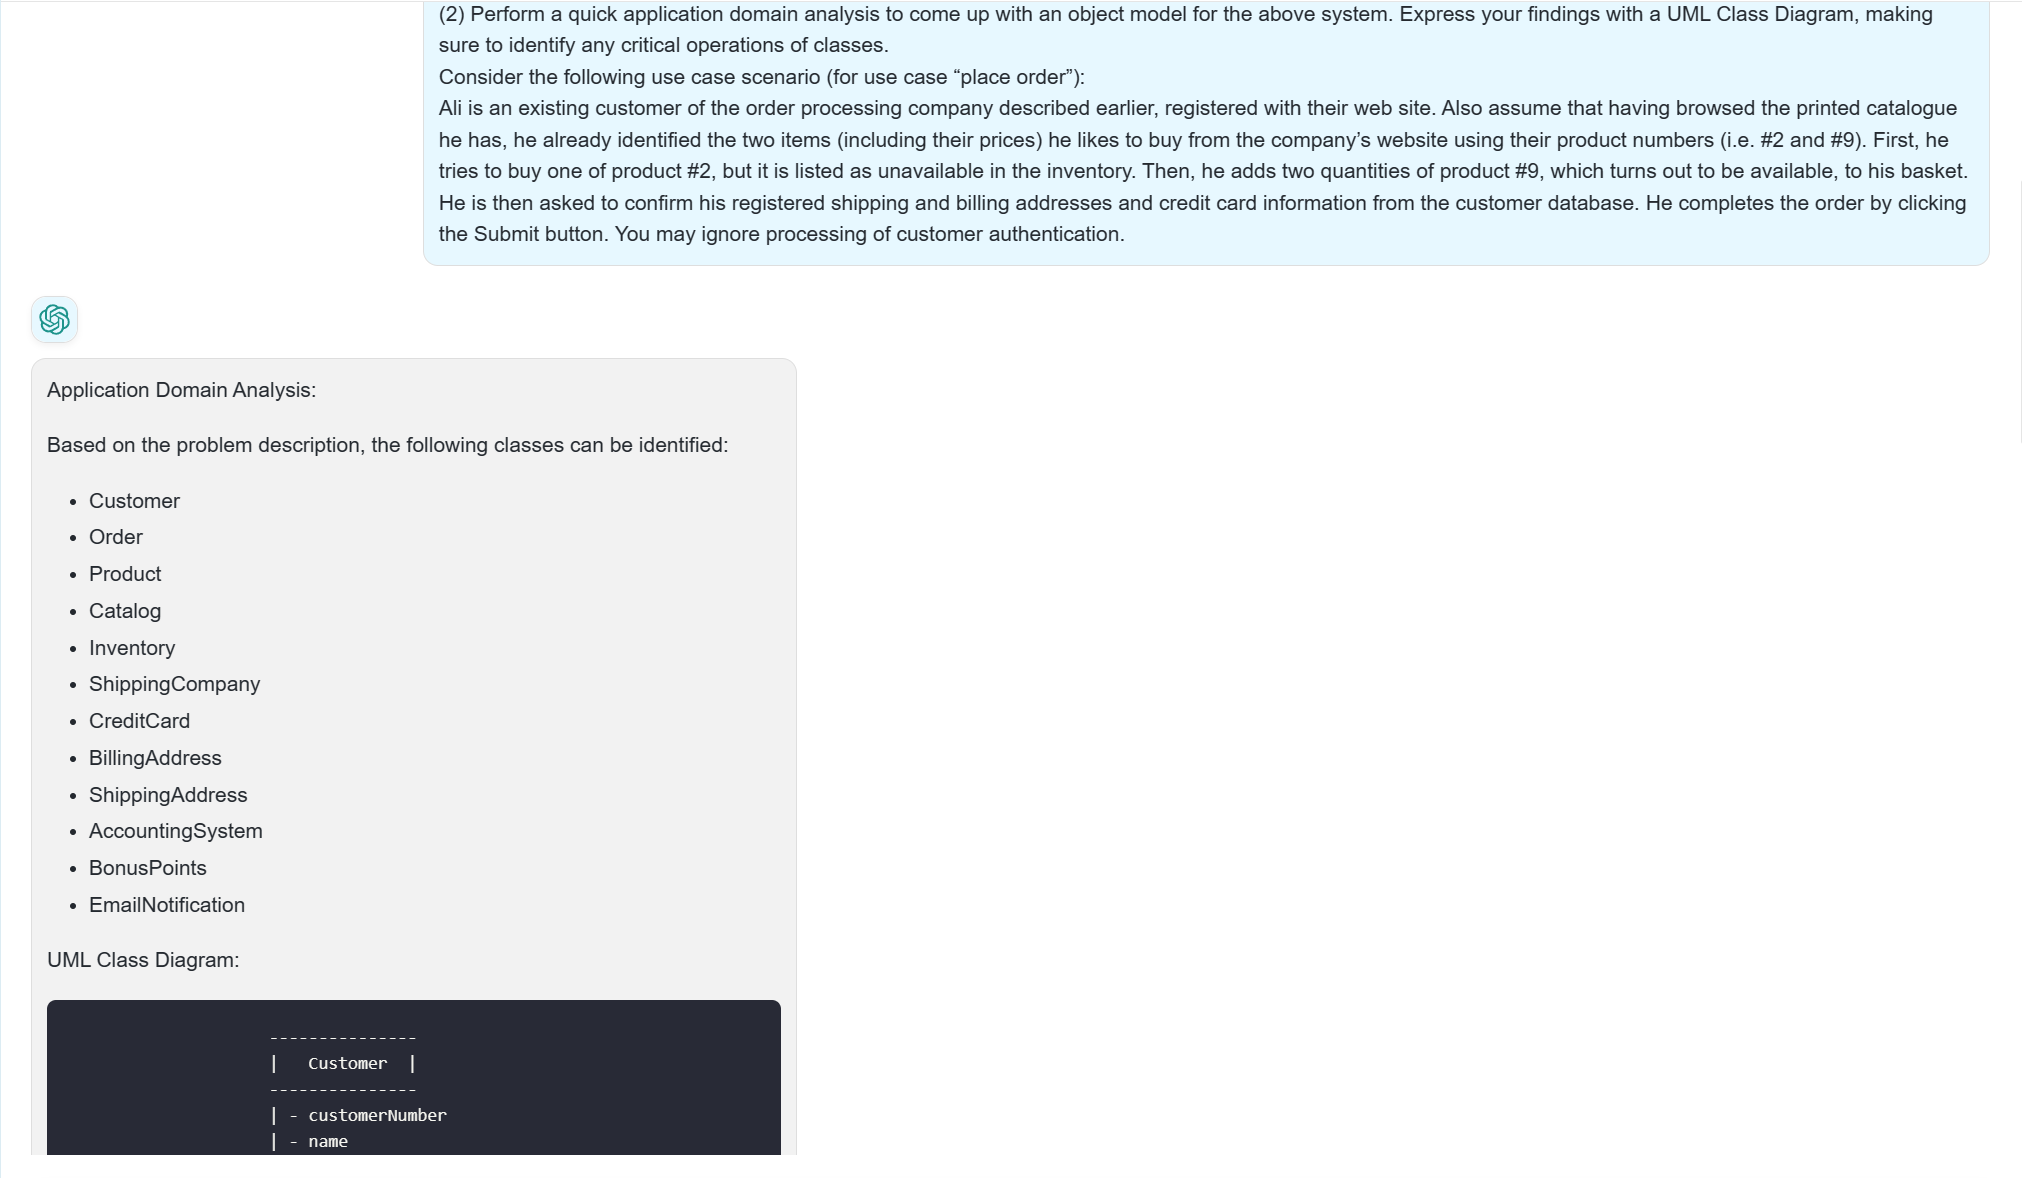 (2) Perform a quick application domain analysis to come up with an object model for the above system. Express your findings with a UML Class Diagram, making
sure to identify any critical operations of classes.
Consider the following use case scenario (for use case “place order”):
Ali is an existing customer of the order processing company described earlier, registered with their web site. Also assume that having browsed the printed catalogue
he has, he already identified the two items (including their prices) he likes to buy from the company’s website using their product numbers (i.e. #2 and #9). First, he
tries to buy one of product #2, but it is listed as unavailable in the inventory. Then, he adds two quantities of product #9, which turns out to be available, to his basket.
He is then asked to confirm his registered shipping and billing addresses and credit card information from the customer database. He completes the order by clicking
the Submit button. You may ignore processing of customer authentication.
Application Domain Analysis:
Based on the problem description, the following classes can be identified:
• Customer
• Order
• Product
• Catalog
• Inventory
• ShippingCompany
• CreditCard
• BillingAddress
• ShippingAddress
• AccountingSystem
• BonusPoints
• EmailNotification
UML Class Diagram:
---------------
|   Customer  |
---------------
| - customerNumber
| - name